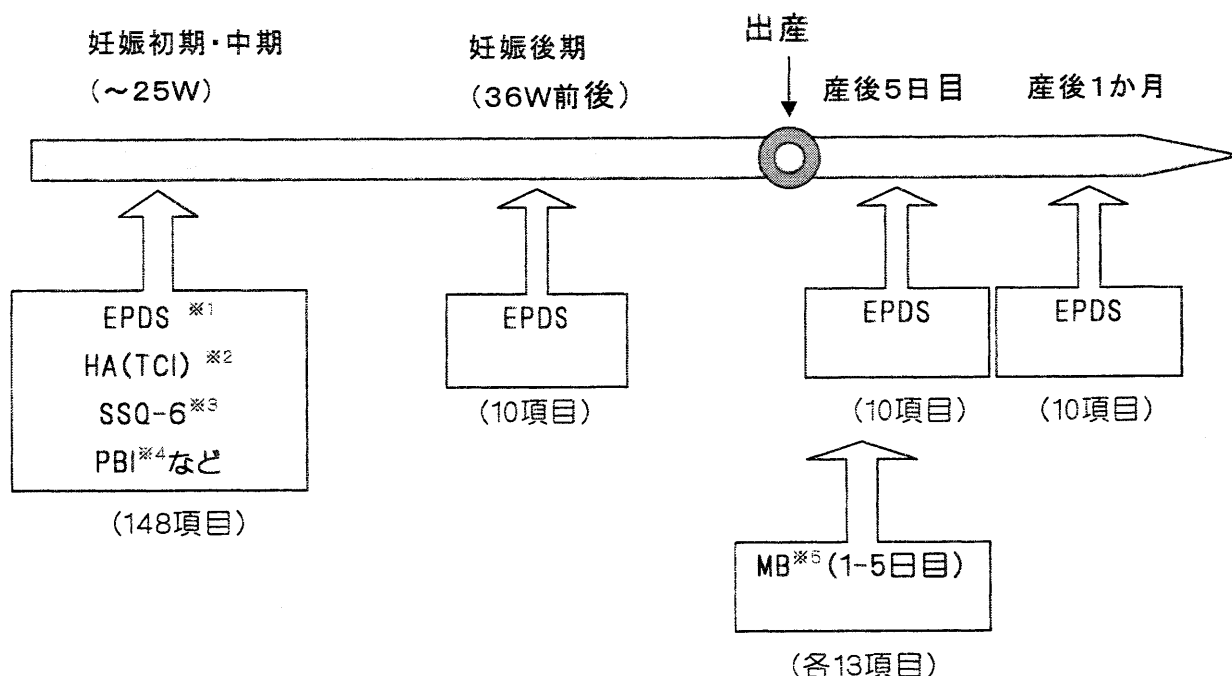 出産
妊娠初期・中期
(~25W)
妊娠後期
(36W前後)
産後5日目
産後1か月
EPDS ※1
HA(TCI) ※2
SSQ-6※3
PBI※4など
(148項目)
EPDS
(10項目)
EPDS
(10項目)
EPDS
(10項目)
MB※5(1-5日目)
(各13項目)